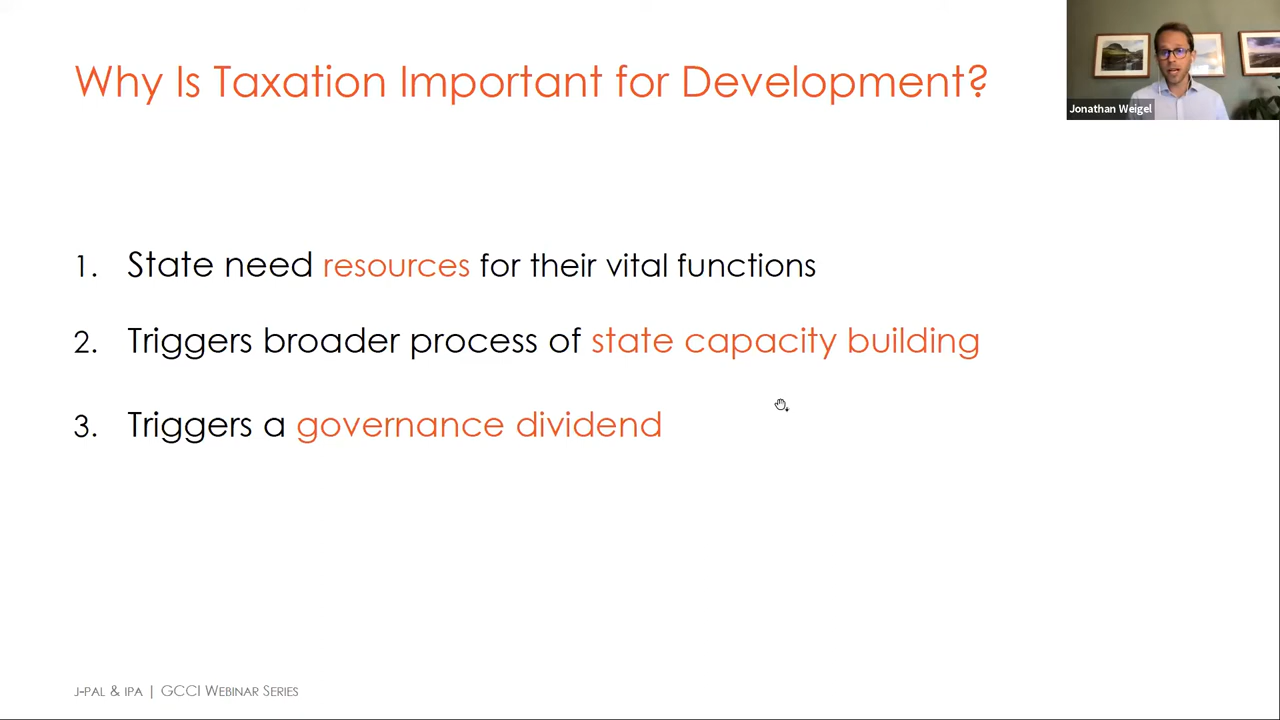 Why Is Taxation Important for Development?
Jonathan Weigel
1. State need resources for their vital functions
2. Triggers broader process of state capacity building
3. Triggers a governance dividend
J-PAL & IPA | GCCI WEBINAR SERIES